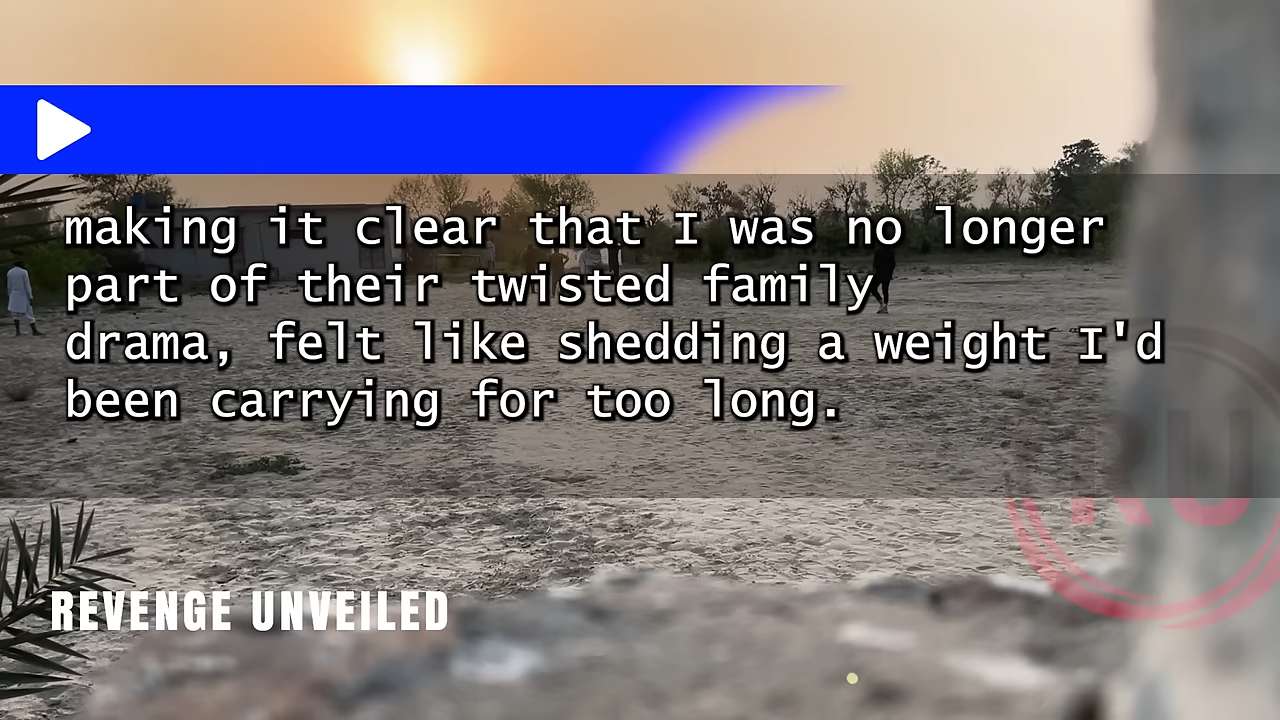 making it clear that I was no longer
part of their twisted family
drama, felt like shedding a weight I'd
been carrying for too long.
RU
REVENGE UNVEILED